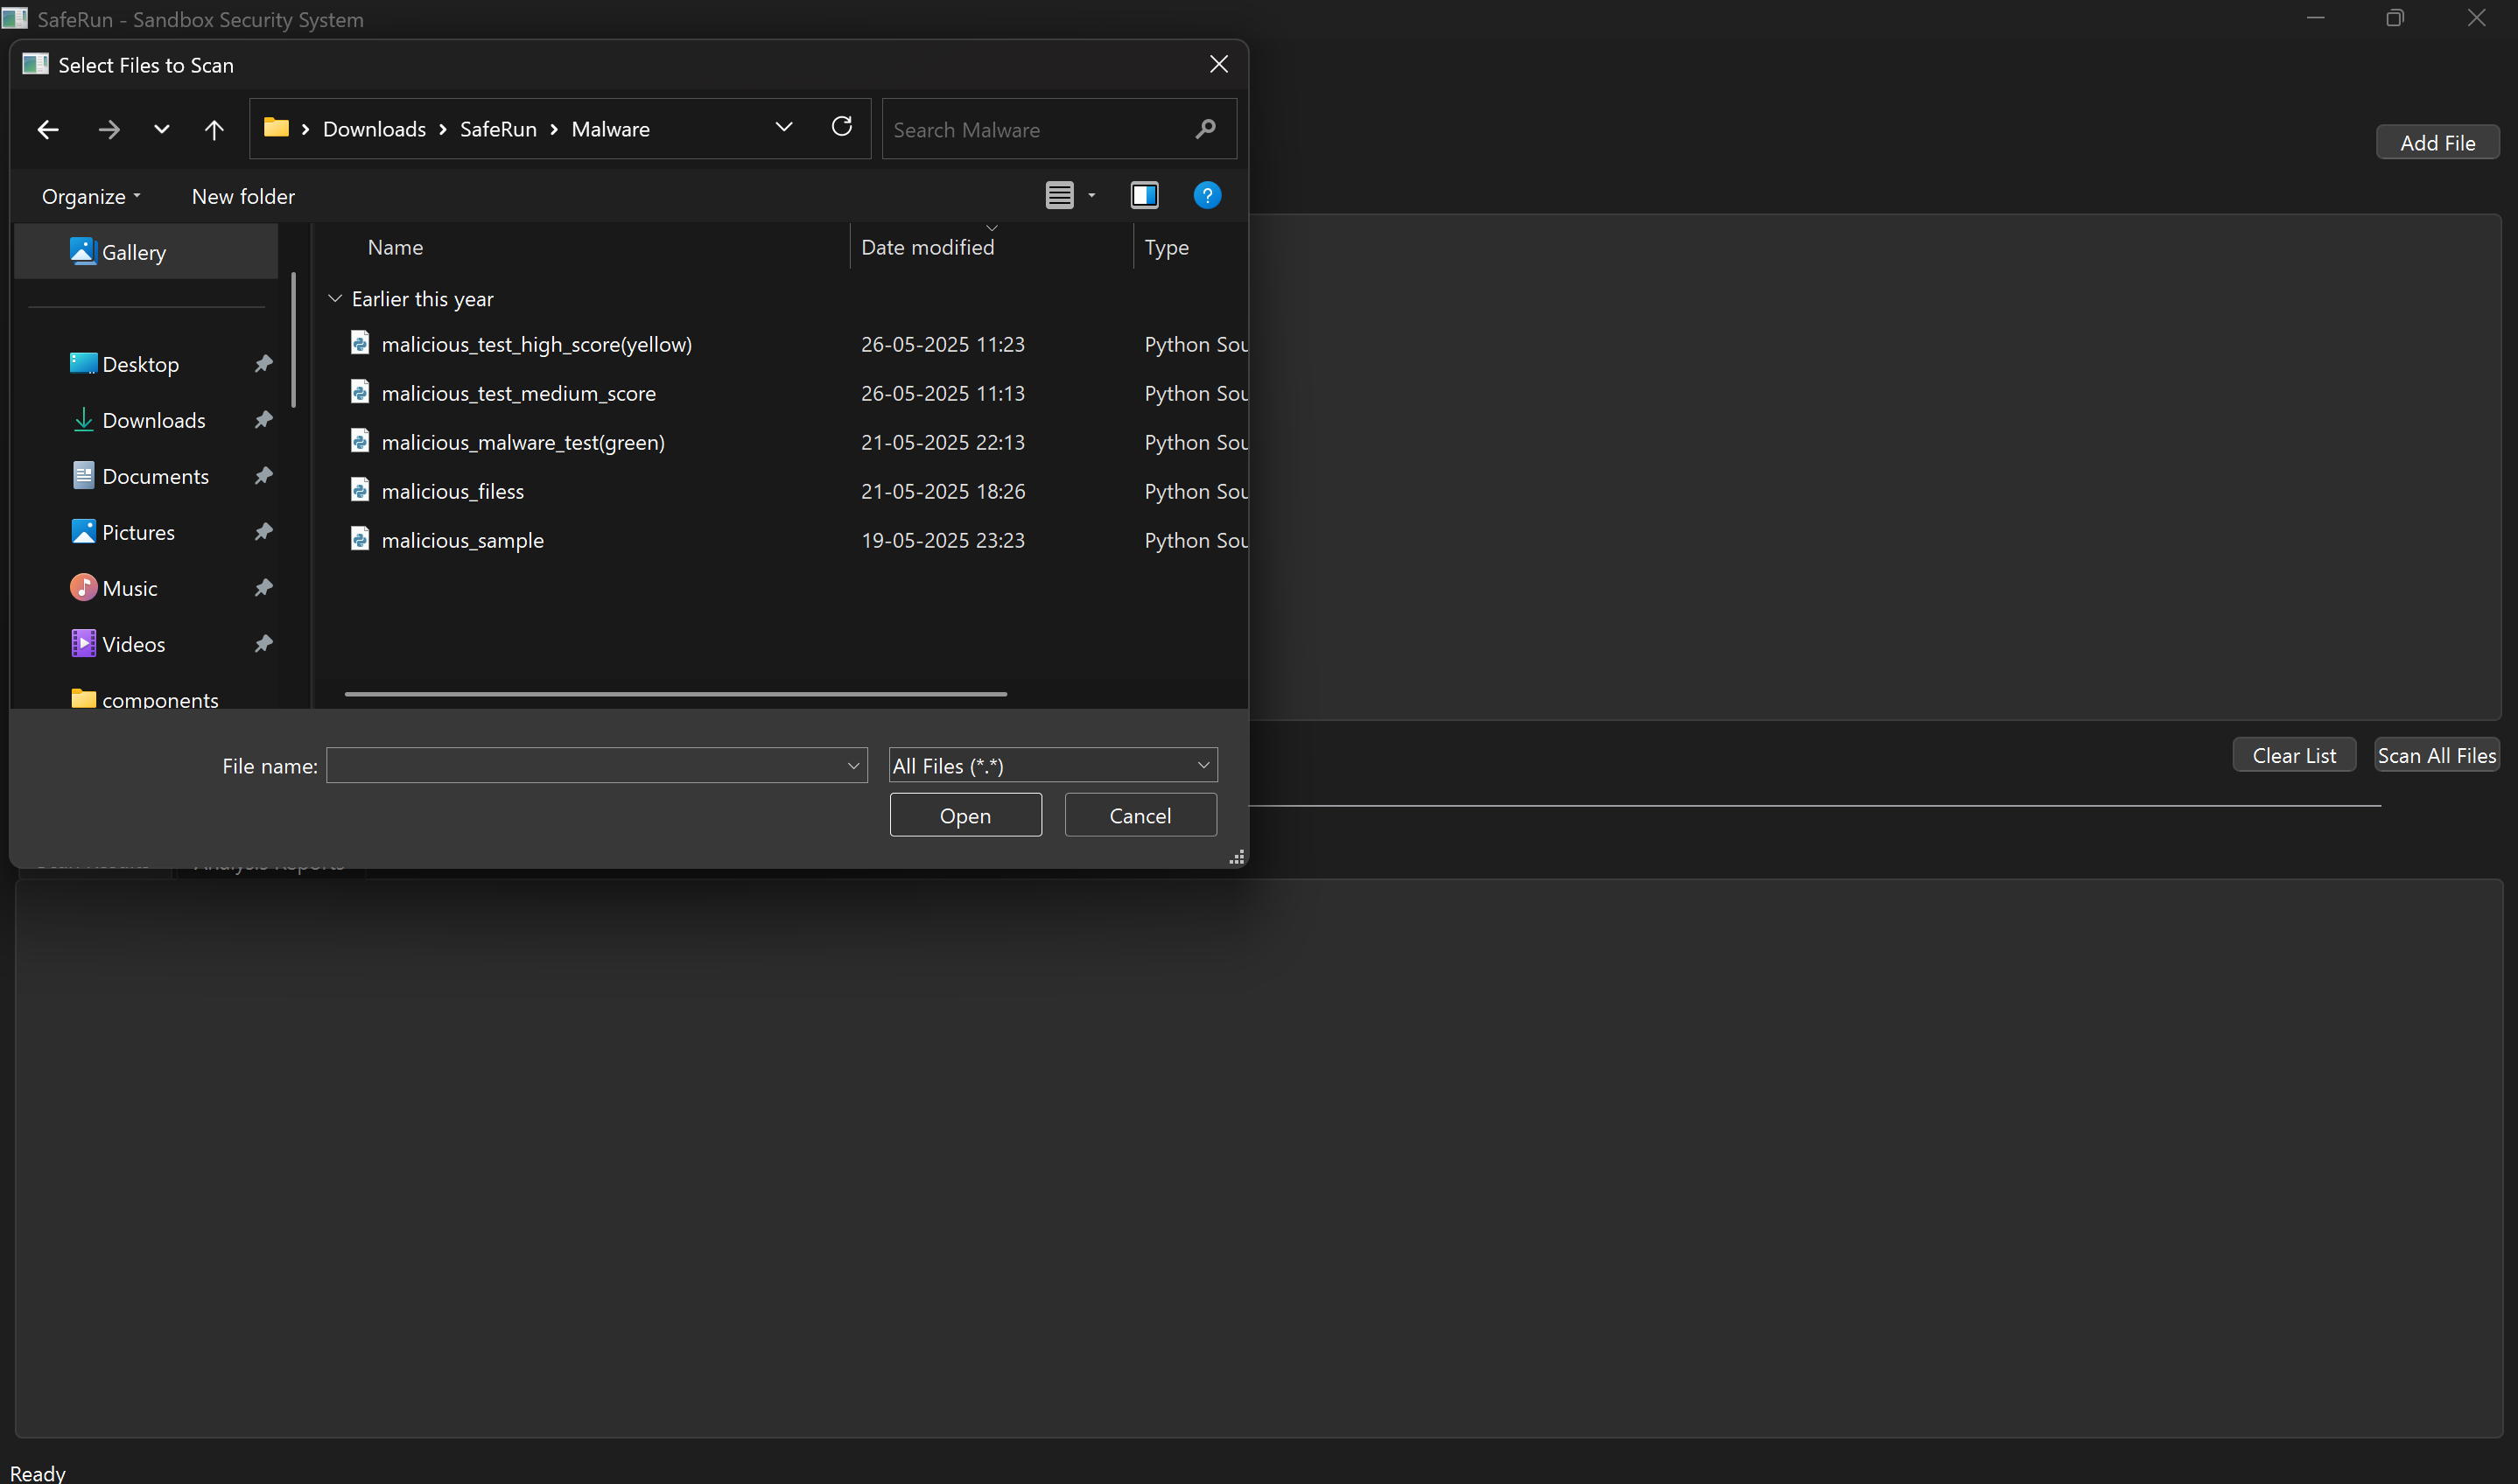 SafeRun - Sandbox Security System
Select Files to Scan
Downloads > SafeRun > Malware
Search Malware
Add File
Organize
New folder
?
Gallery
Desktop
Downloads
Documents
Pictures
Music
Videos
components
Name
Date modified
Type
Earlier this year
malicious_test_high_score(yellow) 26-05-2025 11:23 Python Sou
malicious_test_medium_score 26-05-2025 11:13 Python Sou
malicious_malware_test(green) 21-05-2025 22:13 Python Sou
malicious_filess 21-05-2025 18:26 Python Sou
malicious_sample 19-05-2025 23:23 Python Sou
File name:
All Files (*.*)
Open
Cancel
Clear List
Scan All Files
Analysis Reports
Ready